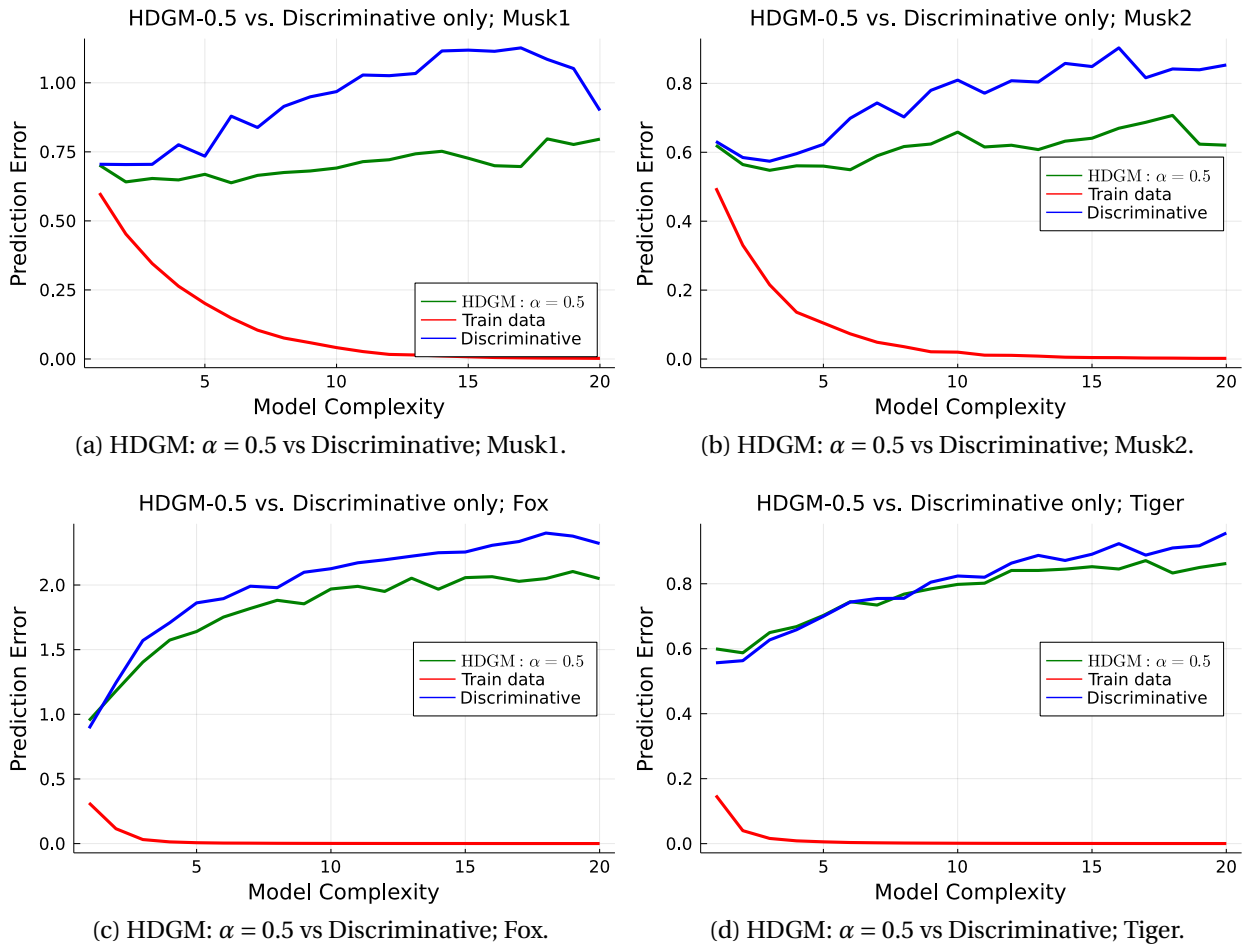 HDGM-0.5 vs. Discriminative only; Musk1
Prediction Error
1.00
0.75
0.50
0.25
0.00
HDGM : α = 0.5
Train data
Discriminative
5
10
15
20
Model Complexity
(a) HDGM: α = 0.5 vs Discriminative; Musk1.
HDGM-0.5 vs. Discriminative only; Musk2
Prediction Error
0.8
0.6
0.4
0.2
0.0
HDGM : α = 0.5
Train data
Discriminative
5
10
15
20
Model Complexity
(b) HDGM: α = 0.5 vs Discriminative; Musk2.
HDGM-0.5 vs. Discriminative only; Fox
Prediction Error
2.0
1.5
1.0
0.5
0.0
HDGM : α = 0.5
Train data
Discriminative
5
10
15
20
Model Complexity
(c) HDGM: α = 0.5 vs Discriminative; Fox.
HDGM-0.5 vs. Discriminative only; Tiger
Prediction Error
0.8
0.6
0.4
0.2
0.0
HDGM : α = 0.5
Train data
Discriminative
5
10
15
20
Model Complexity
(d) HDGM: α = 0.5 vs Discriminative; Tiger.